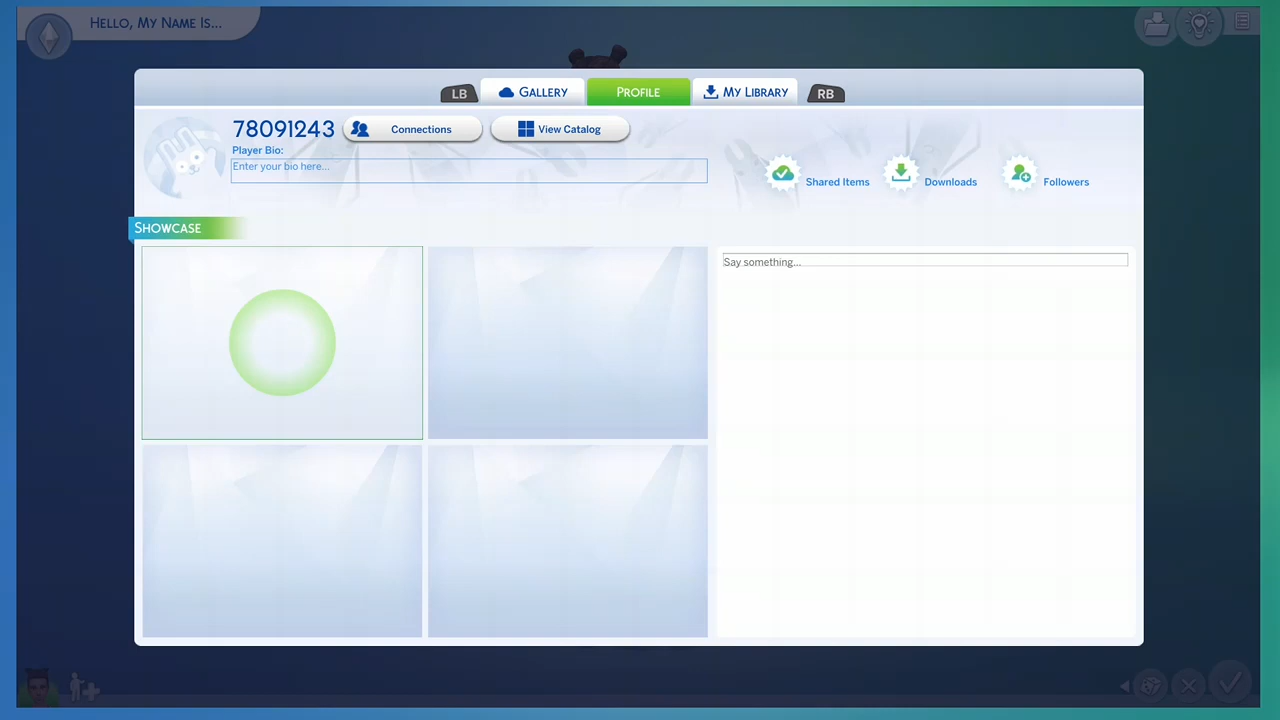 Hello, My Name Is...
LB
Gallery
Profile
My Library
RB
78091243
Connections
View Catalog
Player Bio:
Enter your bio here...
Shared Items
Downloads
Followers
Showcase
Say something...